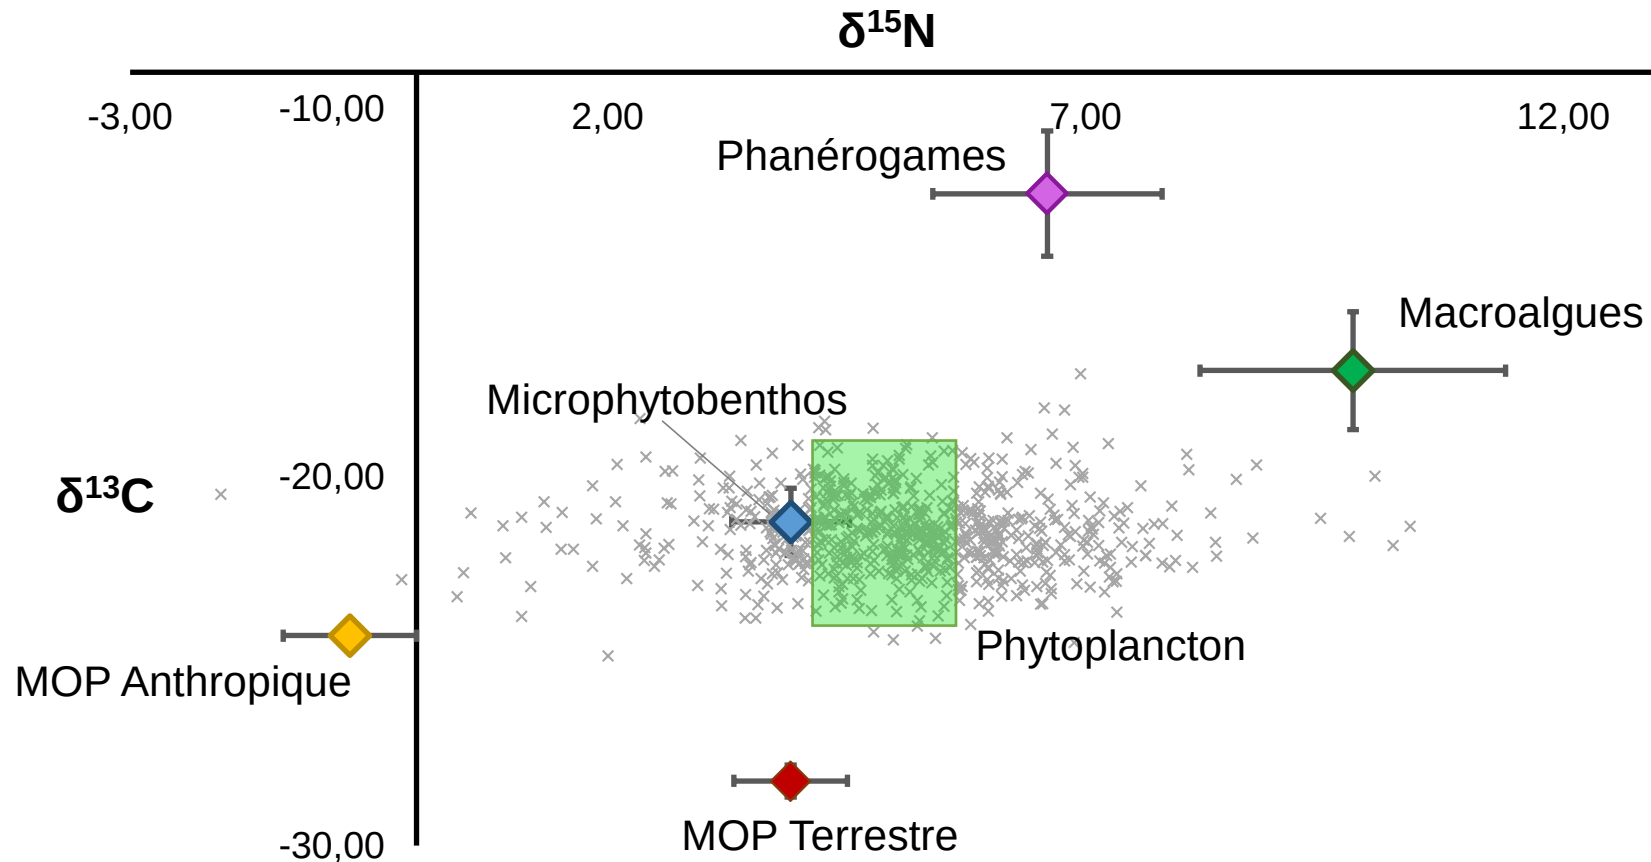 δ¹⁵N
-3,00
-10,00
2,00
7,00
12,00
Phanérogames
Macroalgues
Microphytobenthos
-20,00
δ¹³C
Phytoplancton
MOP Anthropique
MOP Terrestre
-30,00